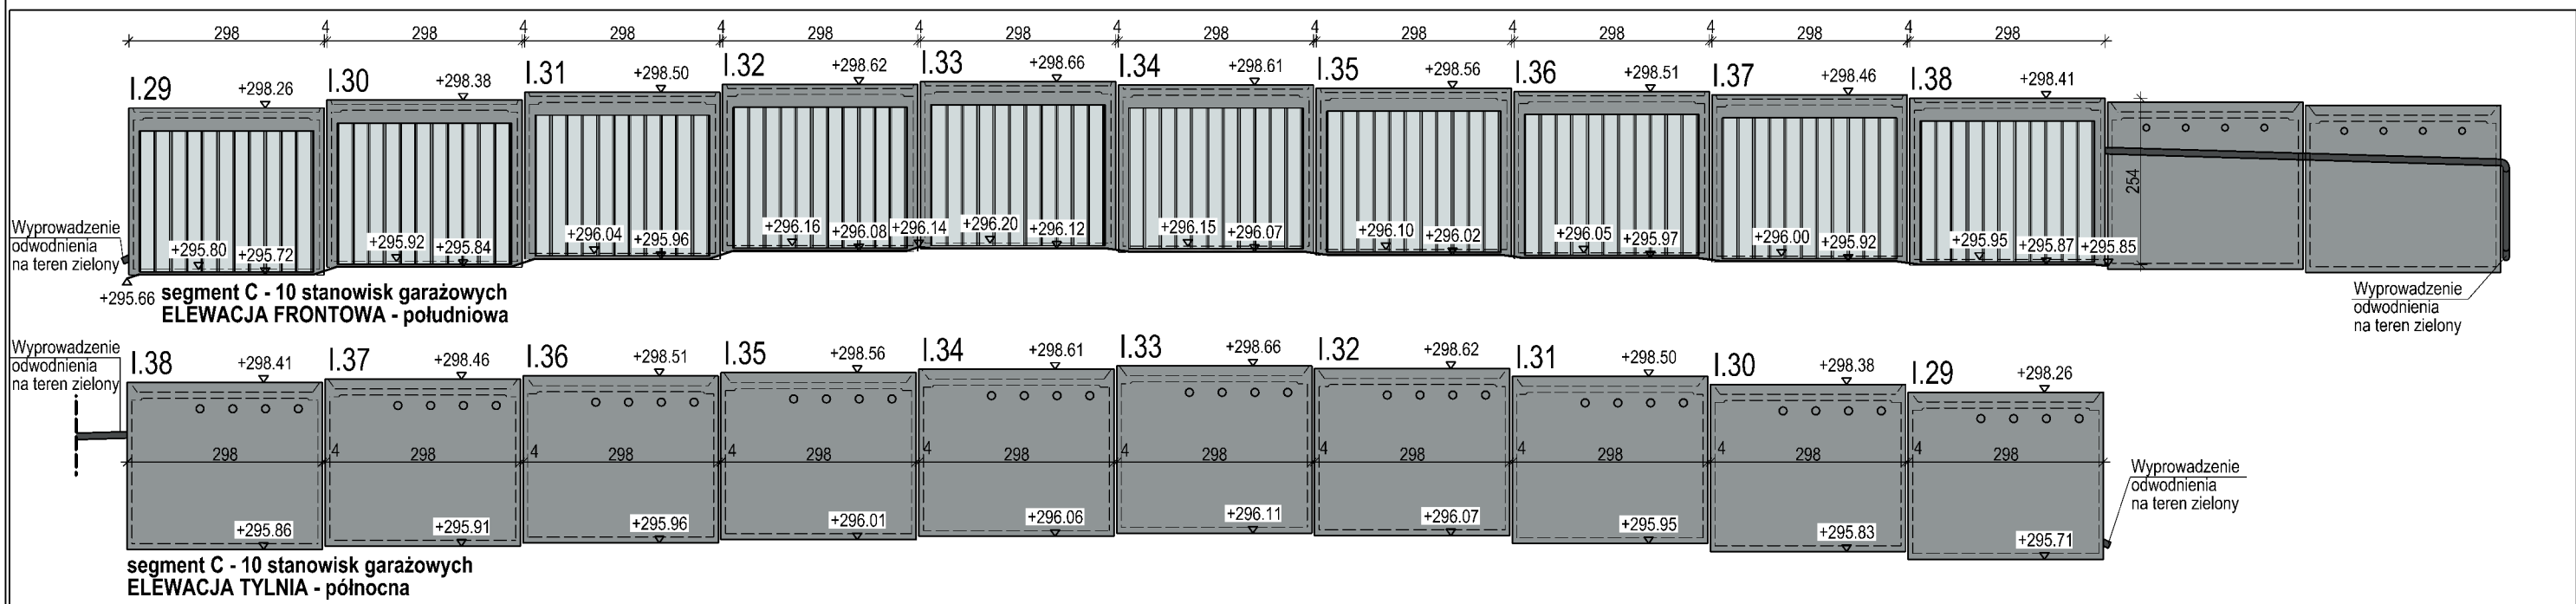 298 4 298 4 298 4 298 4 298 4 298 4 298 4 298 4 298 4 298
I.29 +298.26 I.30 +298.38 I.31 +298.50 I.32 +298.62 I.33 +298.66 I.34 +298.61 I.35 +298.56 I.36 +298.51 I.37 +298.46 I.38 +298.41
254
Wyprowadzenie
odwodnienia
na teren zielony
+295.80 +295.72 +295.92 +295.84 +296.04 +295.96 +296.16 +296.08 +296.14 +296.20 +296.12 +296.15 +296.07 +296.10 +296.02 +296.05 +295.97 +296.00 +295.92 +295.95 +295.87 +295.85
+295.66
segment C - 10 stanowisk garażowych
ELEWACJA FRONTOWA - południowa
Wyprowadzenie
odwodnienia
na teren zielony
Wyprowadzenie
odwodnienia
na teren zielony
I.38 +298.41 I.37 +298.46 I.36 +298.51 I.35 +298.56 I.34 +298.61 I.33 +298.66 I.32 +298.62 I.31 +298.50 I.30 +298.38 I.29 +298.26
298 4 298 4 298 4 298 4 298 4 298 4 298 4 298 4 298 4 298
+295.86 +295.91 +295.96 +296.01 +296.06 +296.11 +296.07 +295.95 +295.83 +295.71
Wyprowadzenie
odwodnienia
na teren zielony
segment C - 10 stanowisk garażowych
ELEWACJA TYLNIA - północna